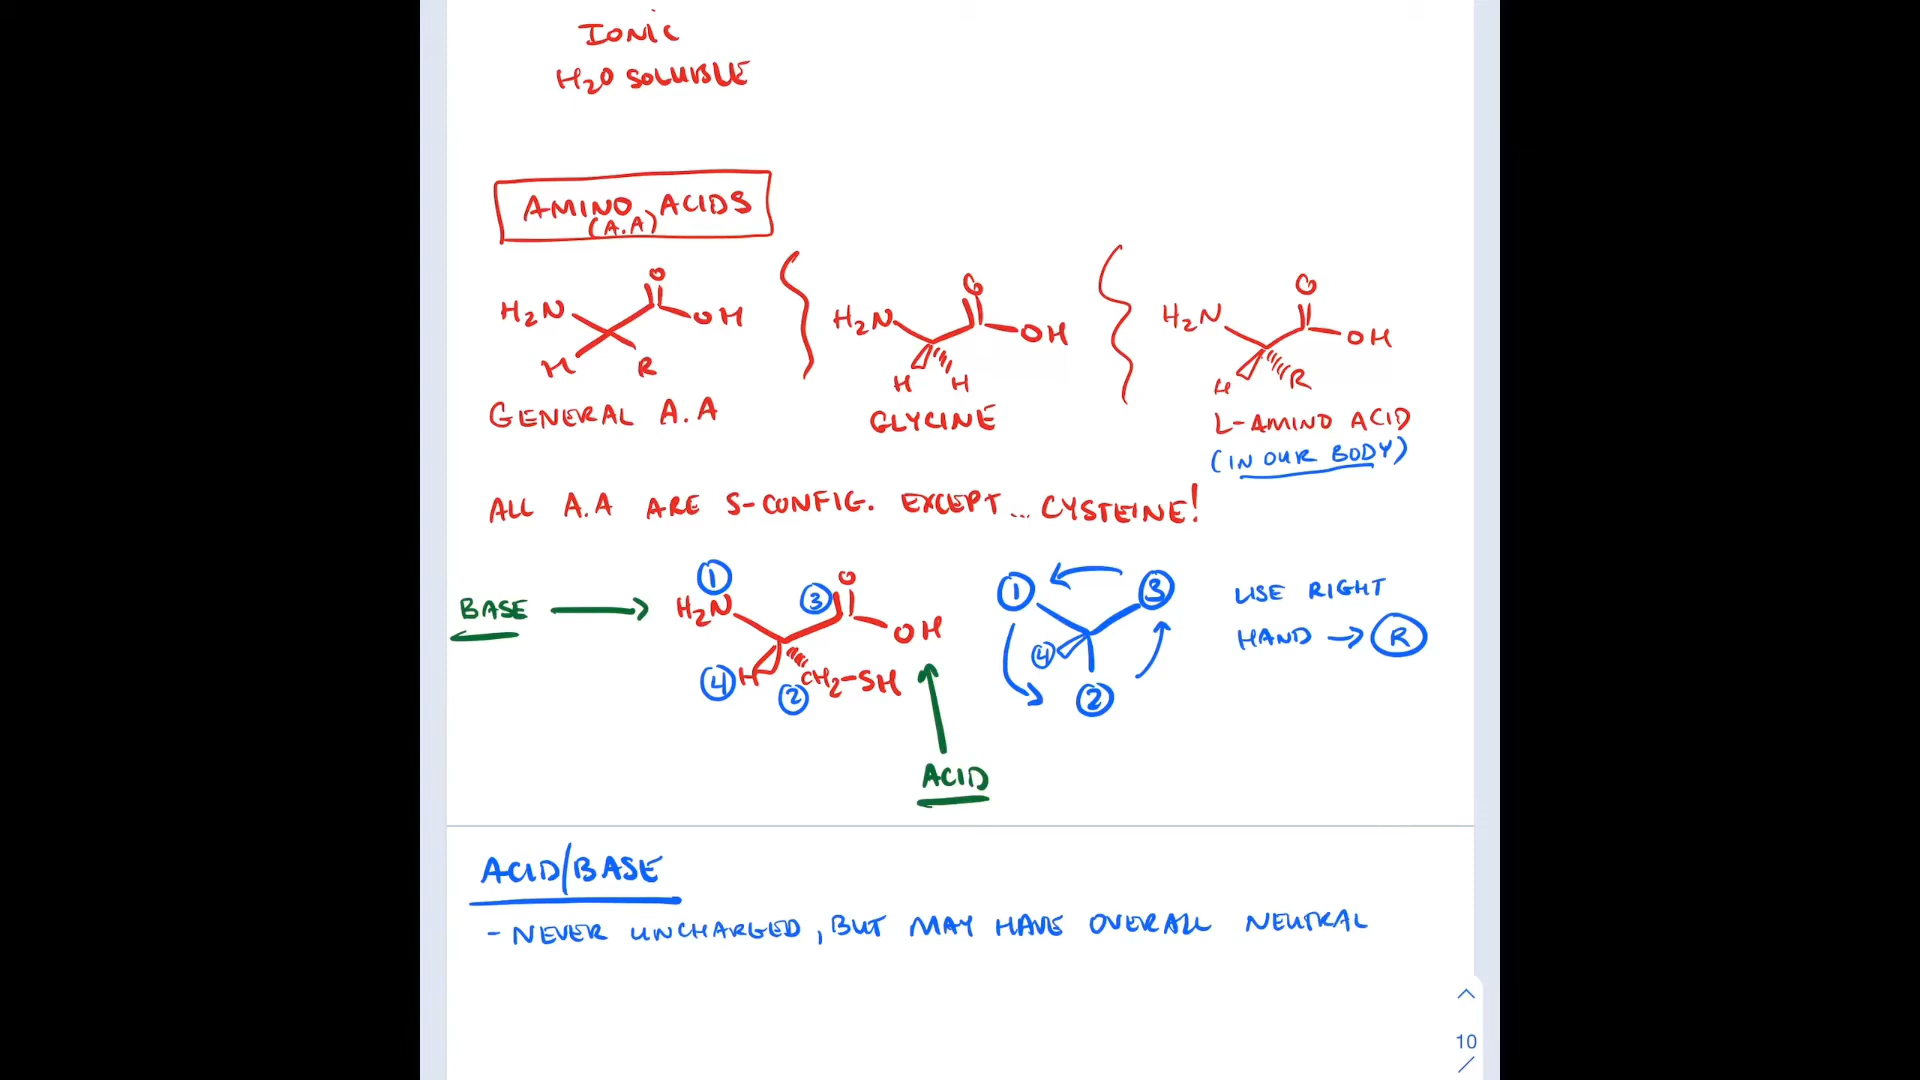 IONIC
H2O SOLUBLE
AMINO ACIDS
(A.A)
H2N O OH H R
GENERAL A.A
H2N O OH H H
GLYCINE
H2N O OH H R
L-AMINO ACID
(IN OUR BODY)
ALL A.A ARE S-CONFIG. EXCEPT... CYSTEINE!
BASE
1 H2N 3 O OH
4 H 2 CH2-SH
1 3 4 2
USE RIGHT
HAND → R
ACID
ACID/BASE
- NEVER UNCHARGED, BUT MAY HAVE OVERALL NEUTRAL
10